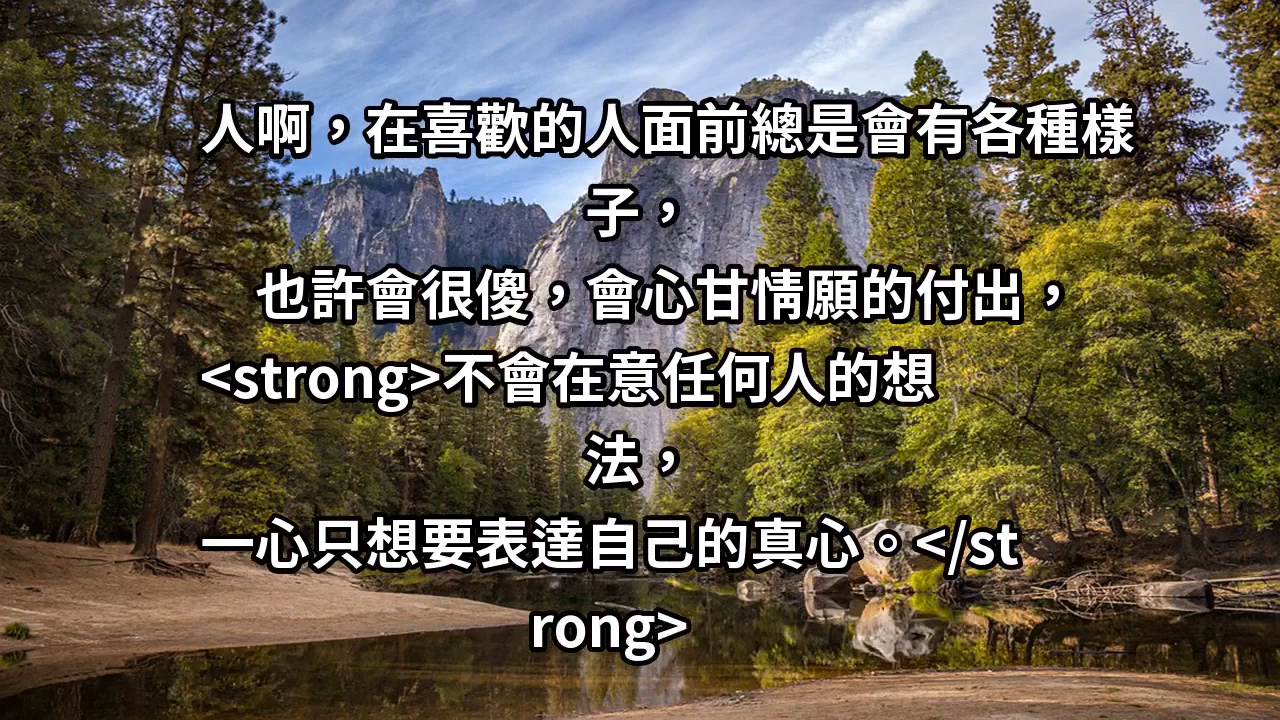 人啊，在喜歡的人面前總是會有各種樣
子，
也許會很傻，會心甘情願的付出，
<strong>不會在意任何人的想
法，
一心只想要表達自己的真心。</st
rong>